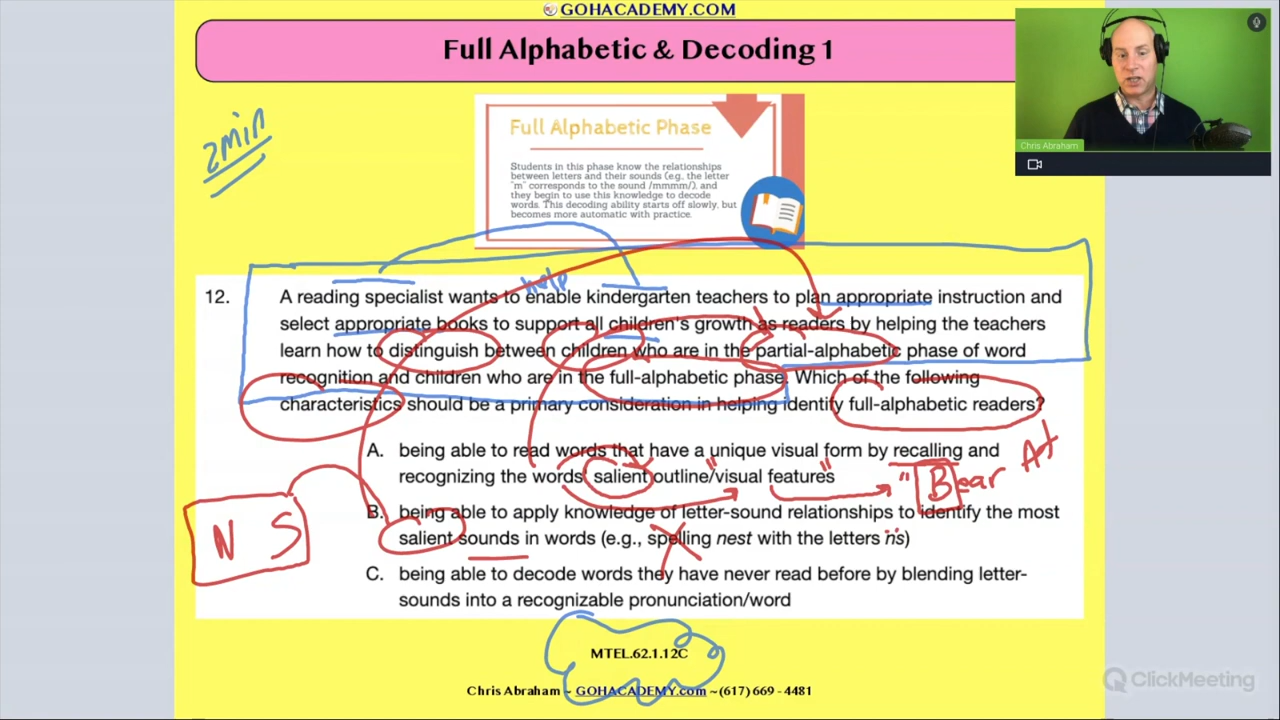 GOHACADEMY.COM
Full Alphabetic & Decoding 1
Chris Abraham
2min
Full Alphabetic Phase
Students in this phase know the relationships
between letters and their sounds (e.g., the letter
"m" corresponds to the sound /mmmm/), and
they begin to use this knowledge to decode
words. This decoding ability starts off slowly, but
becomes more automatic with practice.
help
12. A reading specialist wants to enable kindergarten teachers to plan appropriate instruction and
select appropriate books to support all children's growth as readers by helping the teachers
learn how to distinguish between children who are in the partial-alphabetic phase of word
recognition and children who are in the full-alphabetic phase. Which of the following
characteristics should be a primary consideration in helping identify full-alphabetic readers?
A. being able to read words that have a unique visual form by recalling and
recognizing the words' salient outline/visual features
"Bear
B. being able to apply knowledge of letter-sound relationships to identify the most
salient sounds in words (e.g., spelling nest with the letters ns)
N S
C. being able to decode words they have never read before by blending letter-
sounds into a recognizable pronunciation/word
MTEL.62.1.12C
Chris Abraham ~ GOHACADEMY.com ~(617) 669 - 4481
ClickMeeting